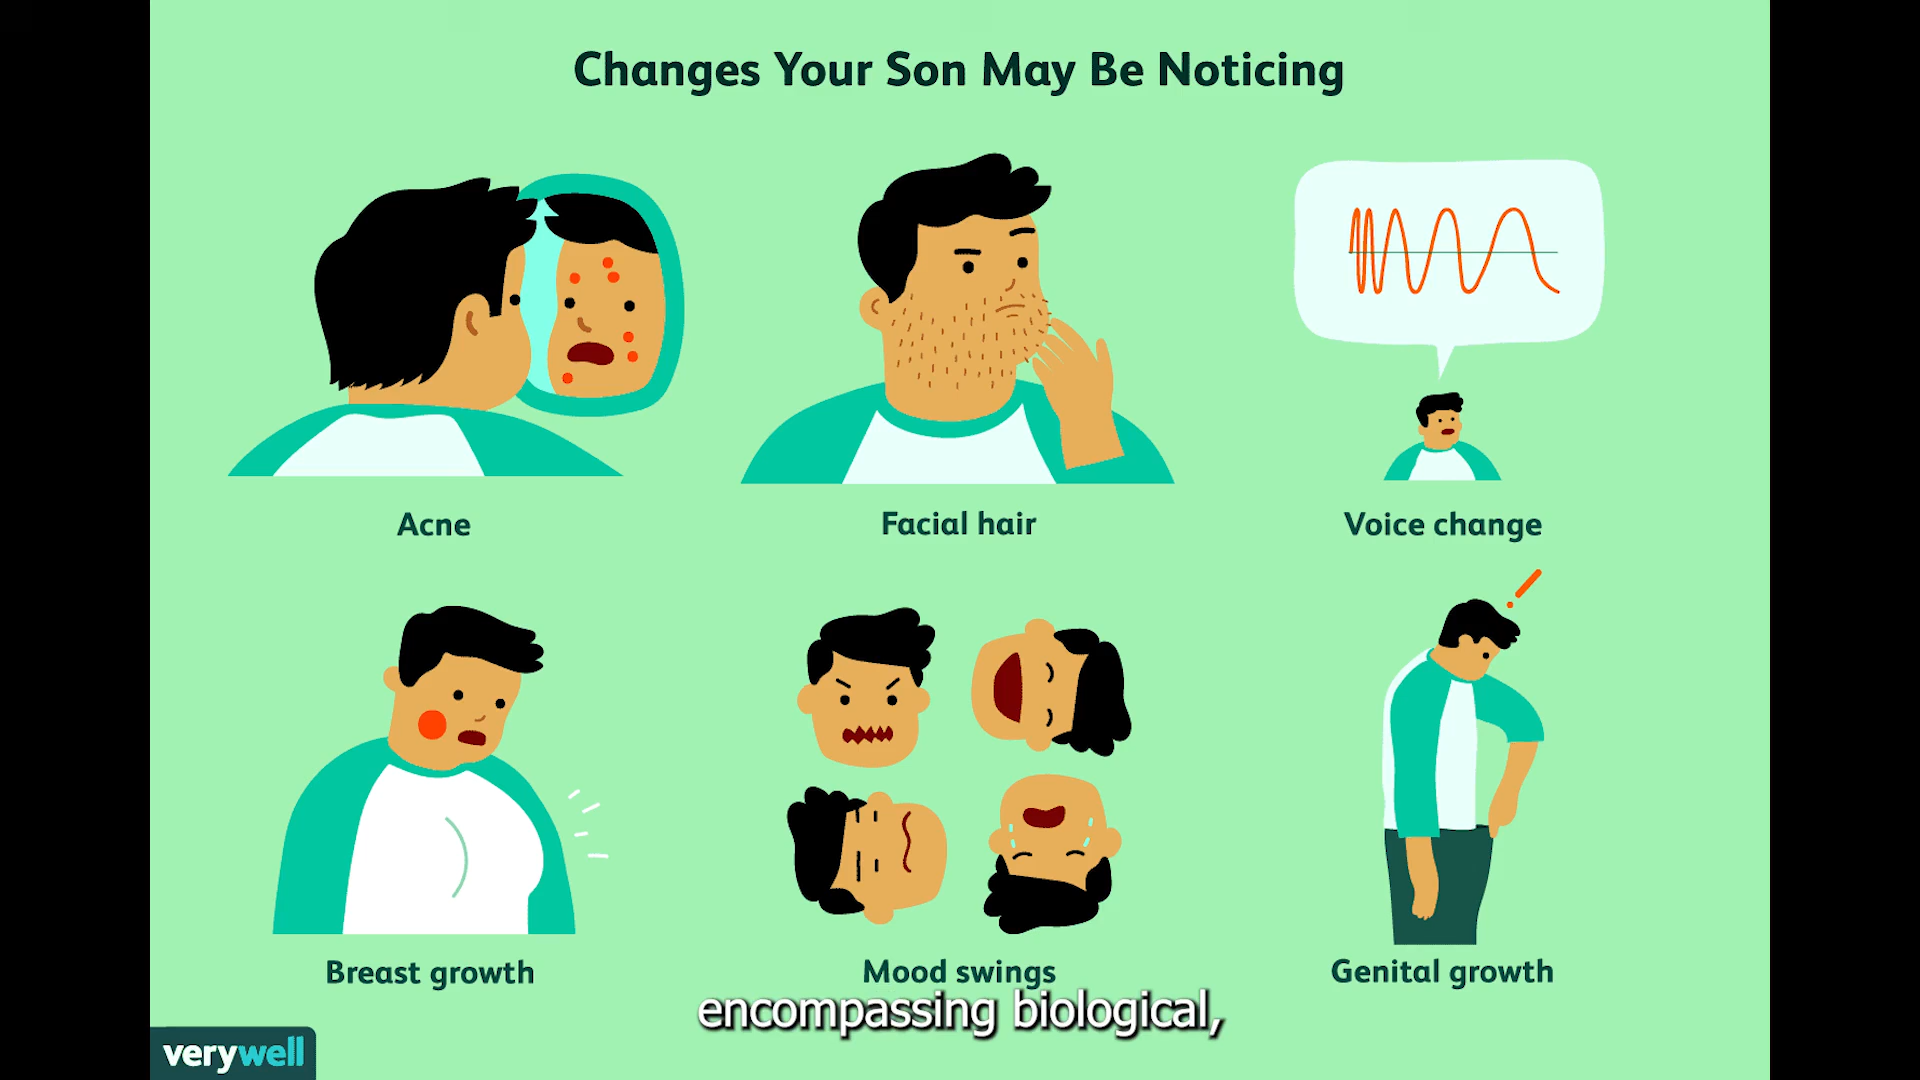 Changes Your Son May Be Noticing
Acne
Facial hair
Voice change
Breast growth
Mood swings
Genital growth
encompassing biological,
verywell